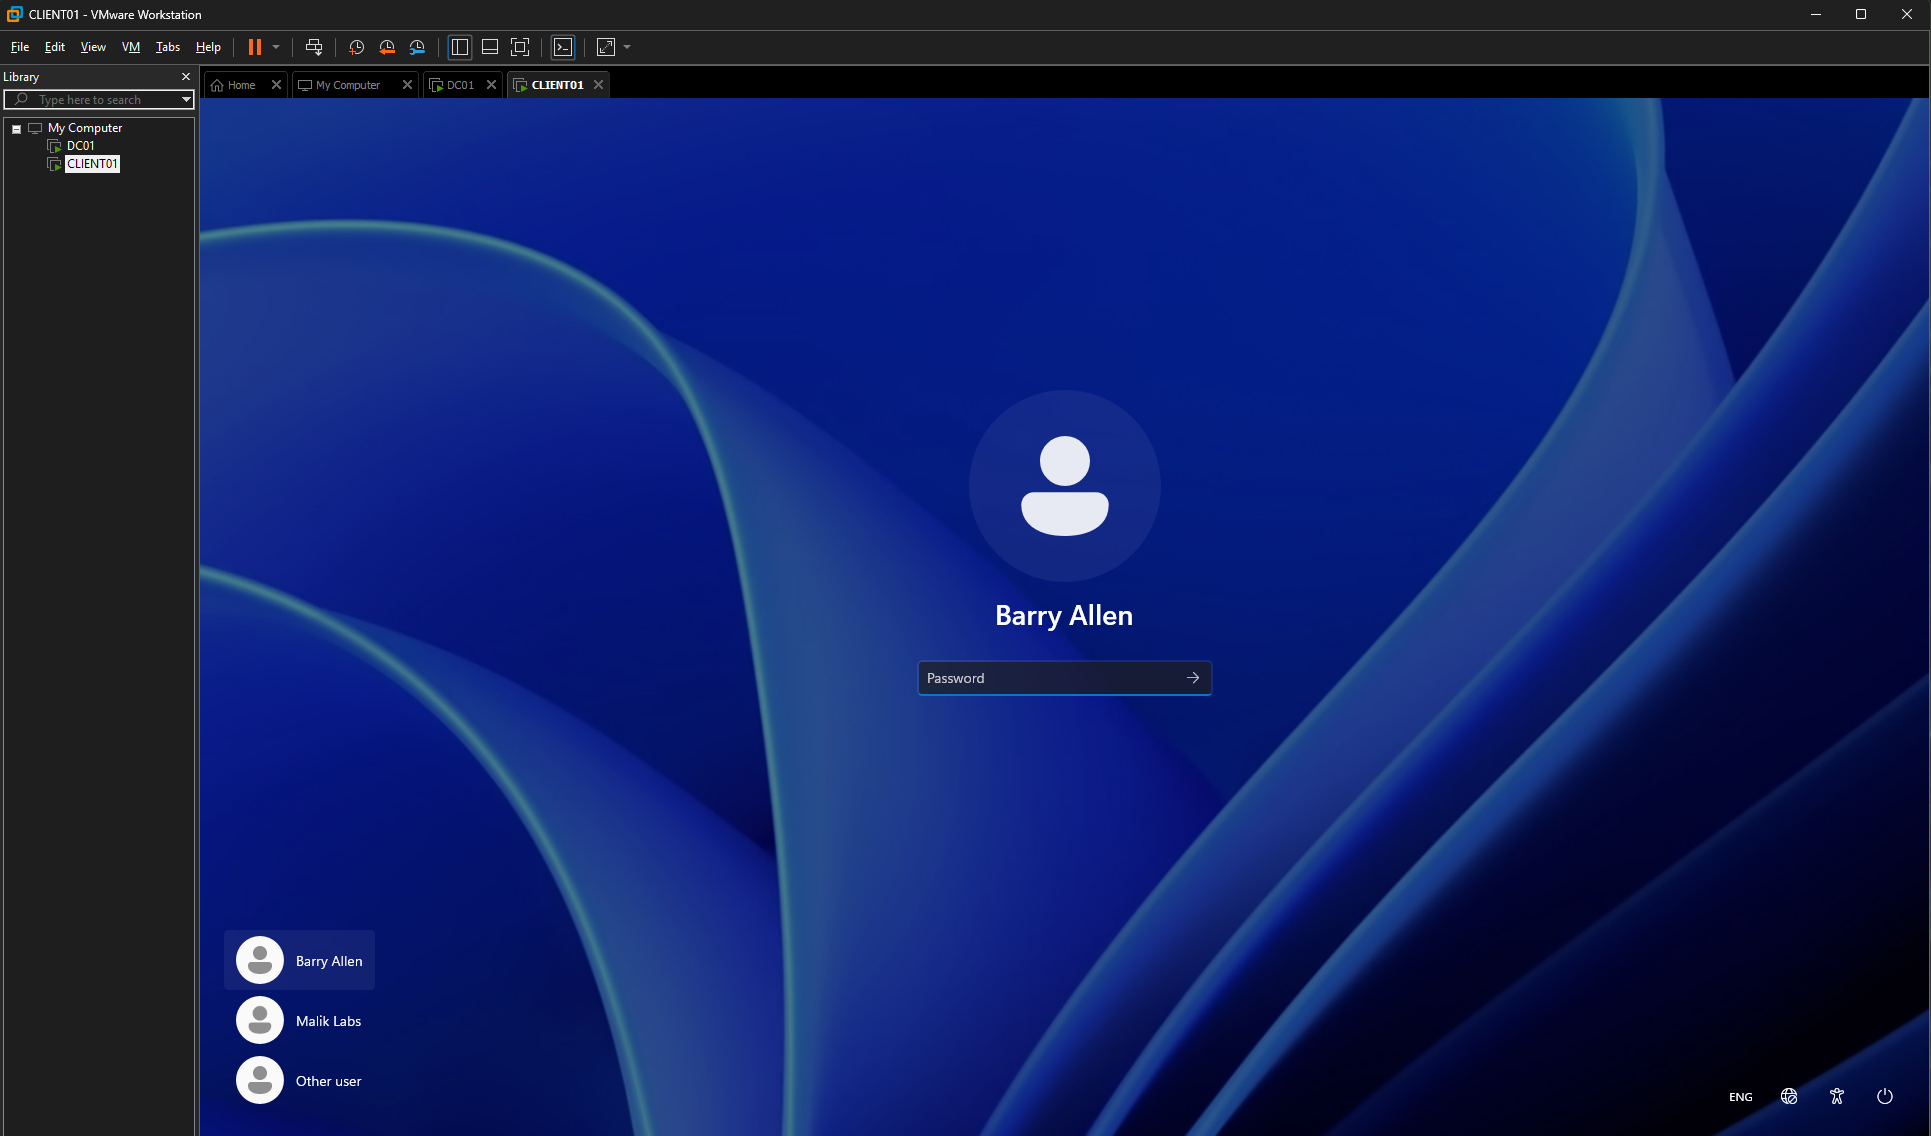 CLIENT01 - VMware Workstation
File Edit View VM Tabs Help
Library
Type here to search
Home
My Computer
DC01
CLIENT01
My Computer
DC01
CLIENT01
Barry Allen
Password
Barry Allen
Malik Labs
Other user
ENG